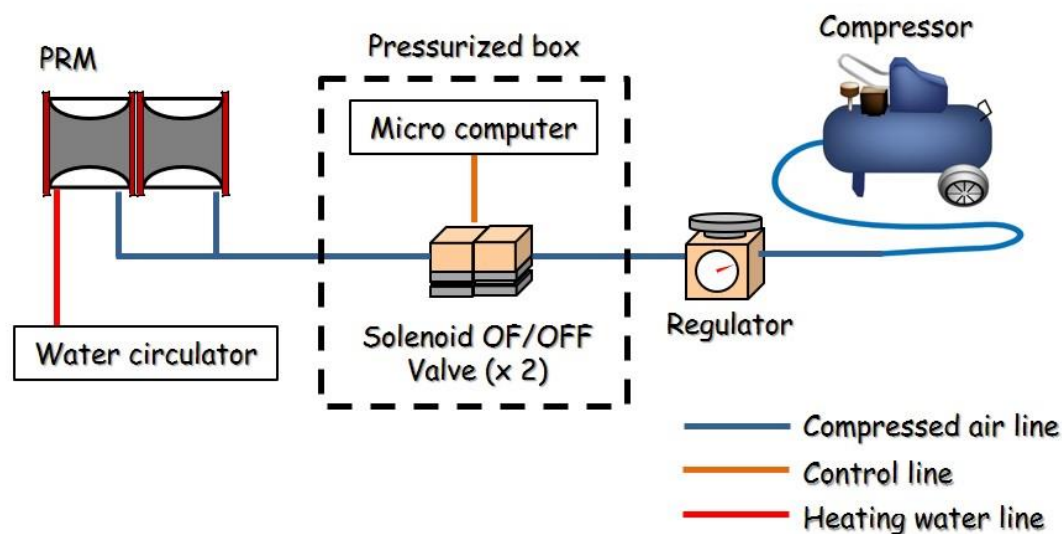 Compressor
Pressurized box
PRM
Micro computer
Regulator
Water circulator
Solenoid OF/OFF
Valve (x 2)
Compressed air line
Control line
Heating water line